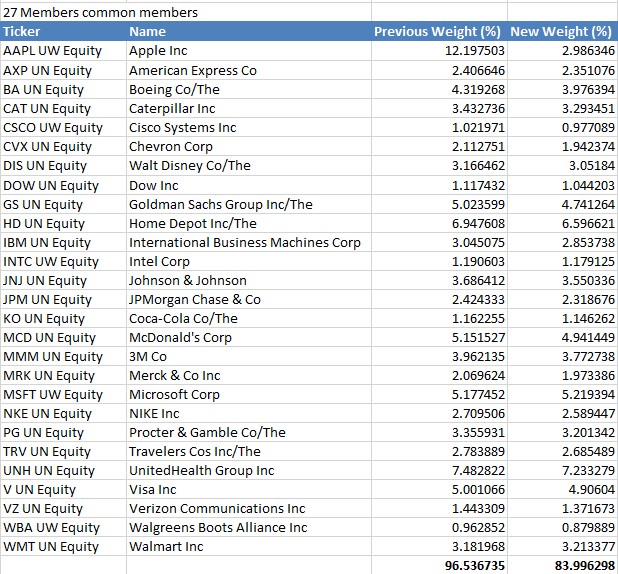 27 Members common members
Ticker Name Previous Weight (%) New Weight (%)
AAPL UW Equity Apple Inc 12.197503 2.986346
AXP UN Equity American Express Co 2.406646 2.351076
BA UN Equity Boeing Co/The 4.319268 3.976394
CAT UN Equity Caterpillar Inc 3.432736 3.293451
CSCO UW Equity Cisco Systems Inc 1.021971 0.977089
CVX UN Equity Chevron Corp 2.112751 1.942374
DIS UN Equity Walt Disney Co/The 3.166462 3.05184
DOW UN Equity Dow Inc 1.117432 1.044203
GS UN Equity Goldman Sachs Group Inc/The 5.023599 4.741264
HD UN Equity Home Depot Inc/The 6.947608 6.596621
IBM UN Equity International Business Machines Corp 3.045075 2.853738
INTC UW Equity Intel Corp 1.190603 1.179125
JNJ UN Equity Johnson & Johnson 3.686412 3.550336
JPM UN Equity JPMorgan Chase & Co 2.424333 2.318676
KO UN Equity Coca-Cola Co/The 1.162255 1.146262
MCD UN Equity McDonald's Corp 5.151527 4.941449
MMM UN Equity 3M Co 3.962135 3.772738
MRK UN Equity Merck & Co Inc 2.069624 1.973386
MSFT UW Equity Microsoft Corp 5.177452 5.219394
NKE UN Equity NIKE Inc 2.709506 2.589447
PG UN Equity Procter & Gamble Co/The 3.355931 3.201342
TRV UN Equity Travelers Cos Inc/The 2.783889 2.685489
UNH UN Equity UnitedHealth Group Inc 7.482822 7.233279
V UN Equity Visa Inc 5.001066 4.90604
VZ UN Equity Verizon Communications Inc 1.443309 1.371673
WBA UW Equity Walgreens Boots Alliance Inc 0.962852 0.879889
WMT UN Equity Walmart Inc 3.181968 3.213377
96.536735 83.996298